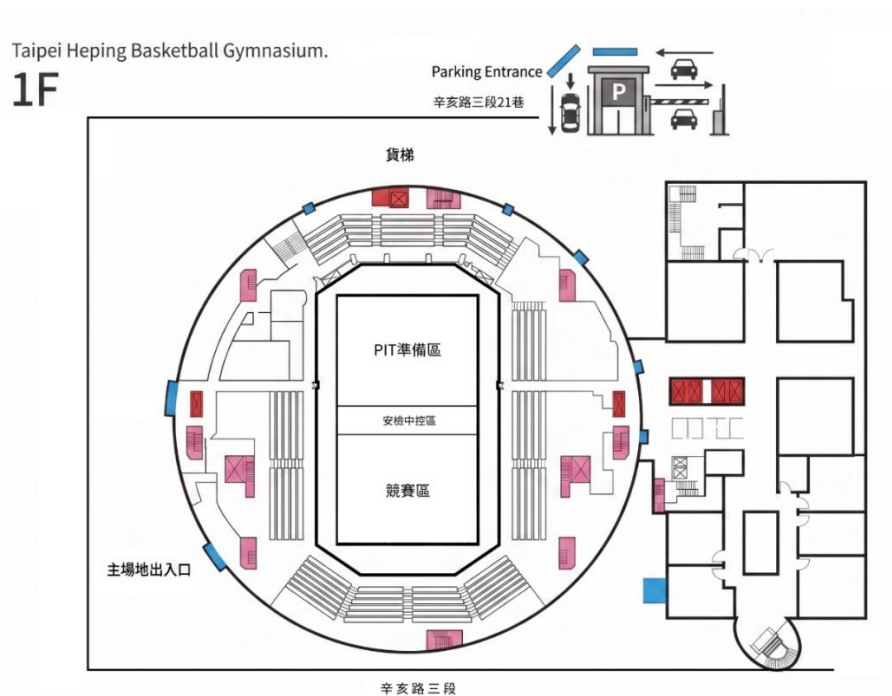 Taipei Heping Basketball Gymnasium.
1F
Parking Entrance
P
辛亥路三段21巷
貨梯
PIT準備區
安檢中控區
競賽區
主場地出入口
辛亥路三段